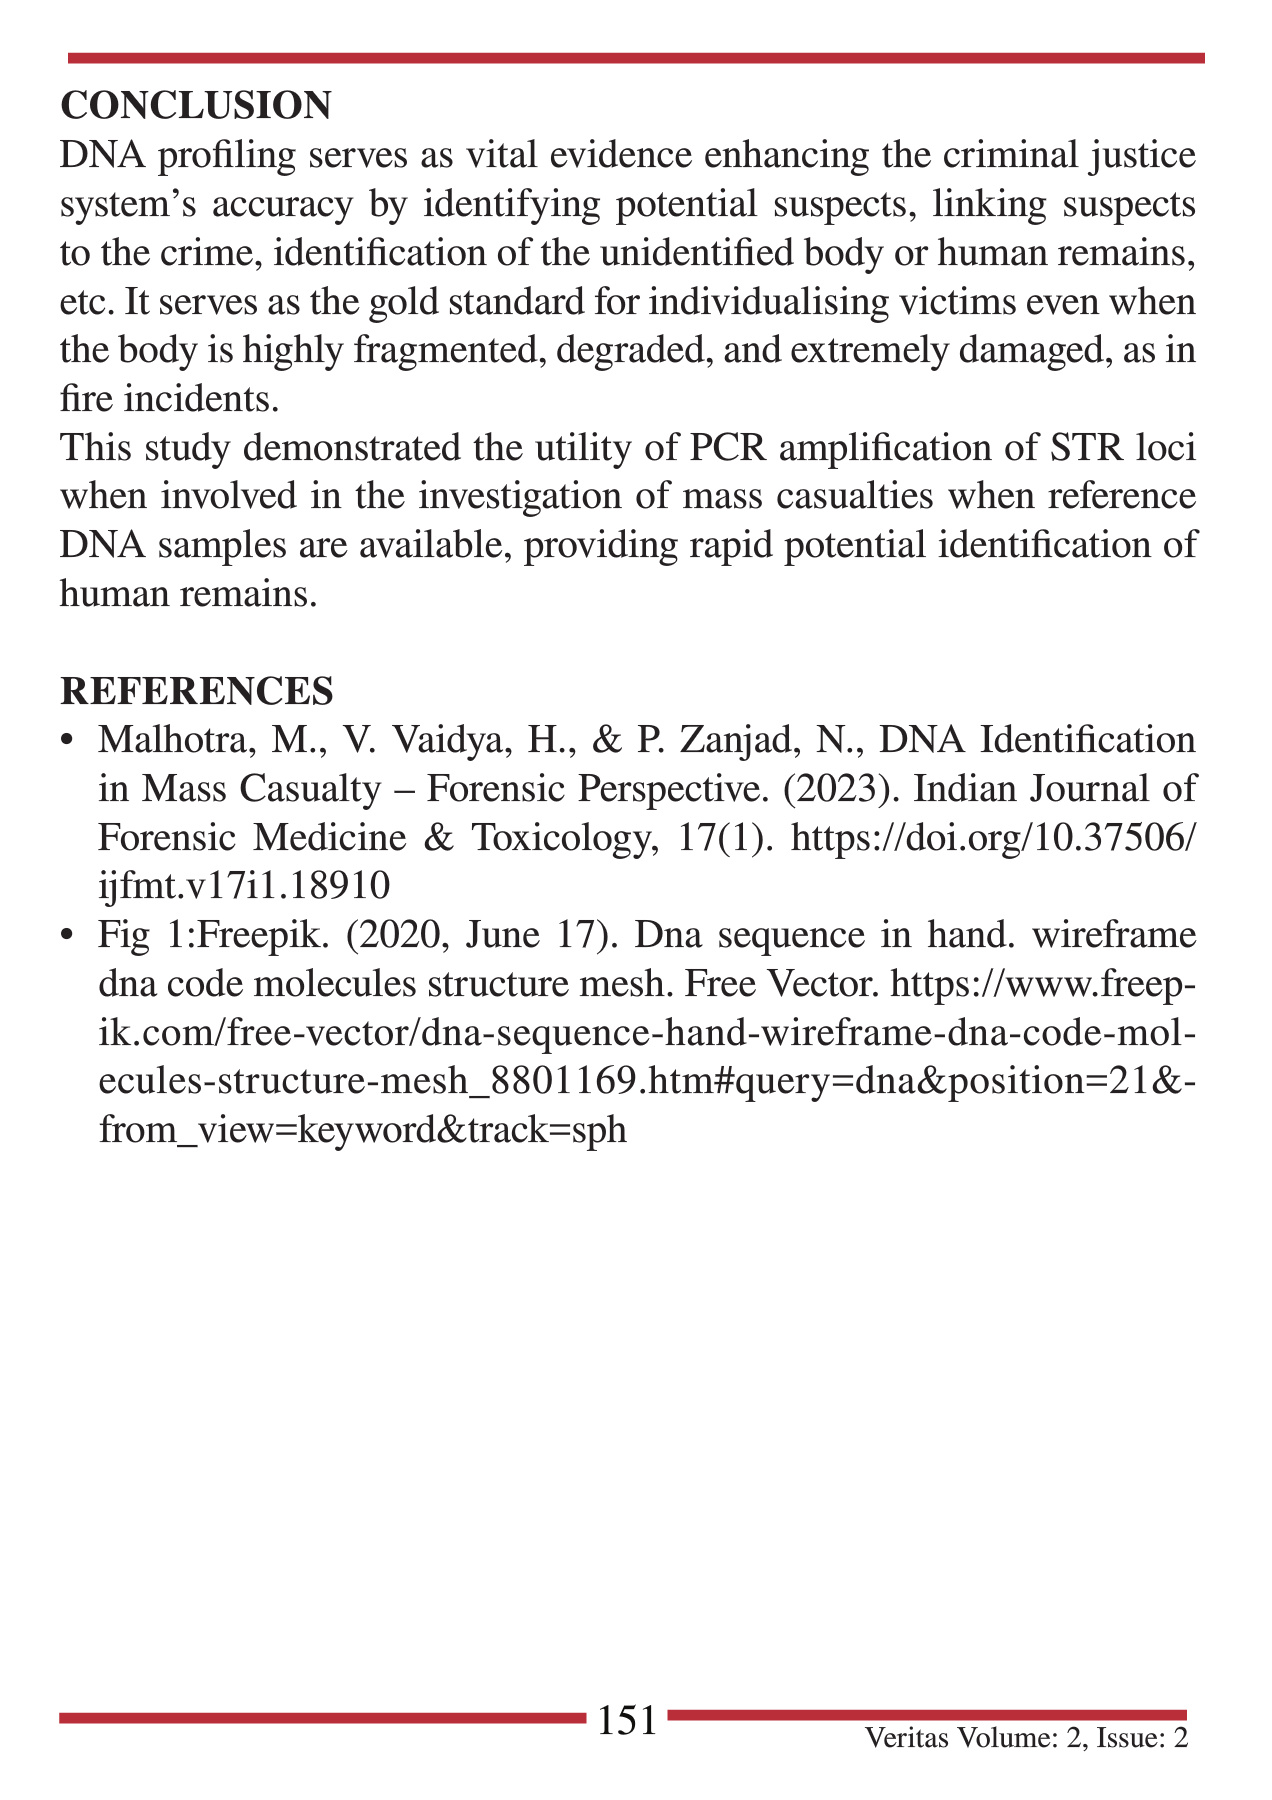 CONCLUSION
DNA profiling serves as vital evidence enhancing the criminal justice
system’s accuracy by identifying potential suspects, linking suspects
to the crime, identification of the unidentified body or human remains,
etc. It serves as the gold standard for individualising victims even when
the body is highly fragmented, degraded, and extremely damaged, as in
fire incidents.
This study demonstrated the utility of PCR amplification of STR loci
when involved in the investigation of mass casualties when reference
DNA samples are available, providing rapid potential identification of
human remains.
REFERENCES
• Malhotra, M., V. Vaidya, H., & P. Zanjad, N., DNA Identification
in Mass Casualty – Forensic Perspective. (2023). Indian Journal of
Forensic Medicine & Toxicology, 17(1). https://doi.org/10.37506/
ijfmt.v17i1.18910
• Fig 1:Freepik. (2020, June 17). Dna sequence in hand. wireframe
dna code molecules structure mesh. Free Vector. https://www.freep-
ik.com/free-vector/dna-sequence-hand-wireframe-dna-code-mol-
ecules-structure-mesh_8801169.htm#query=dna&position=21&-
from_view=keyword&track=sph
151
Veritas Volume: 2, Issue: 2